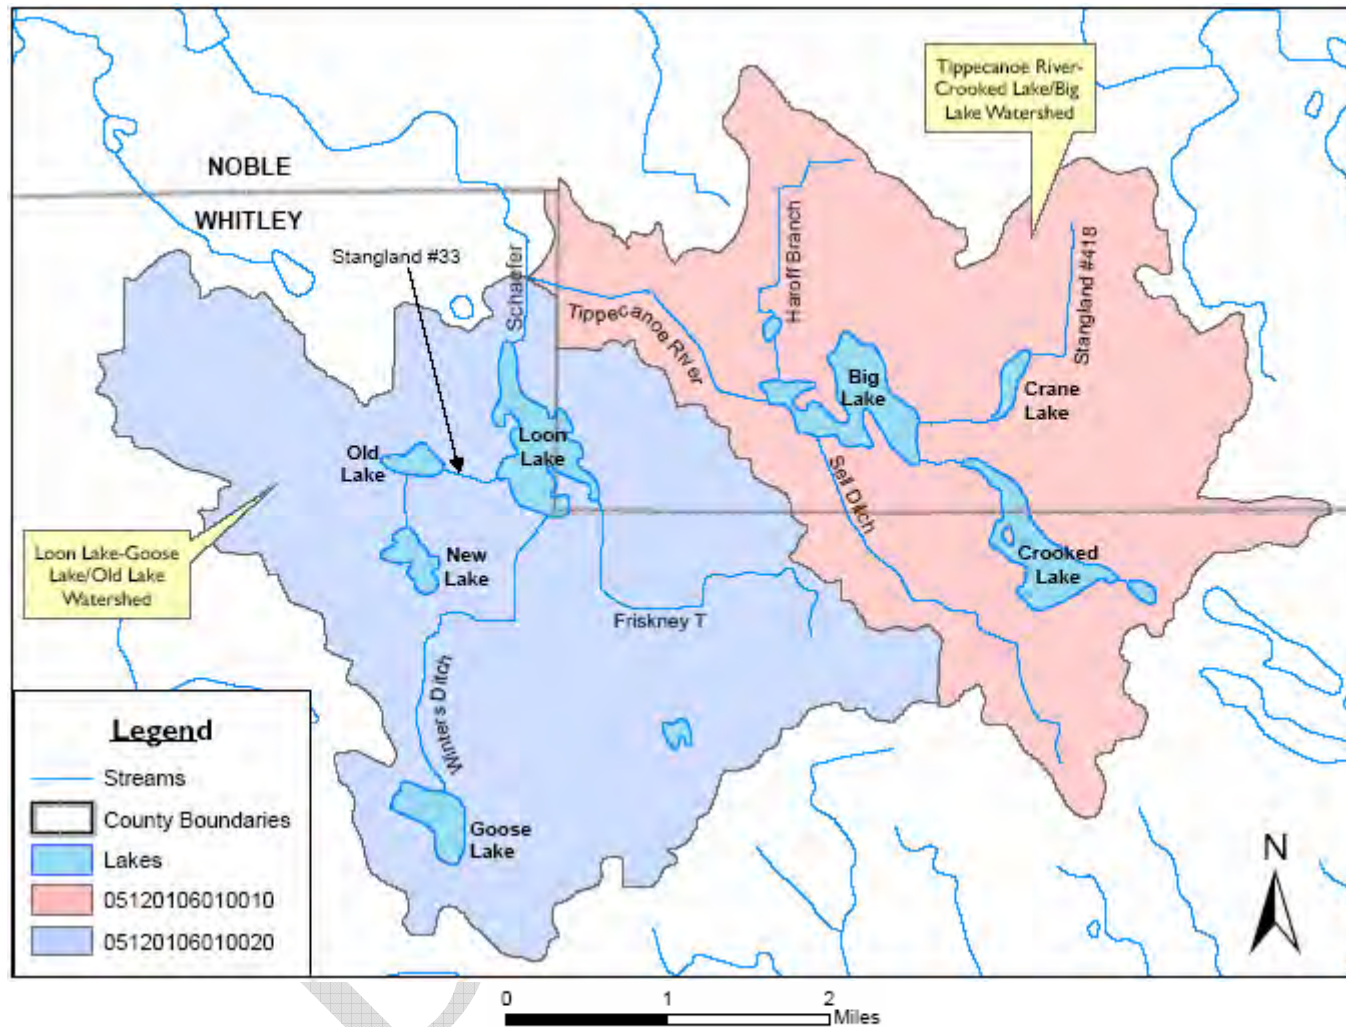 Tippecanoe River-
Crooked Lake/Big
Lake Watershed
NOBLE
WHITLEY
Stangland #33
Schaefer
Haroff Branch
Stangland #418
Tippecanoe River
Big
Lake
Crane
Lake
Loon
Lake
Old
Lake
Sell Ditch
Loon Lake-Goose
Lake/Old Lake
Watershed
New
Lake
Crooked
Lake
Friskney T
Winters Ditch
Goose
Lake
Legend
Streams
County Boundaries
Lakes
05120106010010
05120106010020
N
0 1 2
Miles